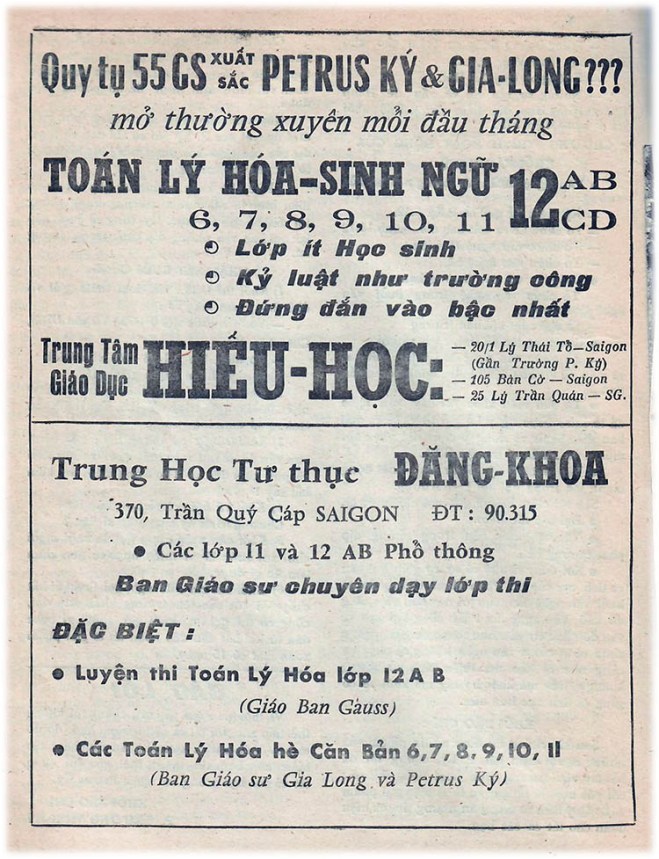 Quy tụ 55 GS XUẤT SẮC PETRUS KÝ & GIA-LONG???
mở thường xuyên mỗi đầu tháng
TOÁN LÝ HÓA-SINH NGỮ 12 AB CD
6, 7, 8, 9, 10, 11
Lớp ít Học sinh
Kỷ luật như trường công
Đứng đắn vào bậc nhất
Trung Tâm Giáo Dục HIẾU-HỌC:
— 20/1 Lý Thái Tổ—Saigon
(Gần Trường P. Ký)
— 105 Bàn Cờ — Saigon
— 25 Lý Trần Quán — SG.
Trung Học Tư thục ĐĂNG-KHOA
370, Trần Quý Cáp SAIGON ĐT : 90.315
• Các lớp 11 và 12 AB Phổ thông
Ban Giáo sư chuyên dạy lớp thi
ĐẶC BIỆT :
• Luyện thi Toán Lý Hóa lớp 12 A B
(Giáo Ban Gauss)
• Các Toán Lý Hóa hè Căn Bản 6, 7, 8, 9, 10, 11
(Ban Giáo sư Gia Long và Petrus Ký)